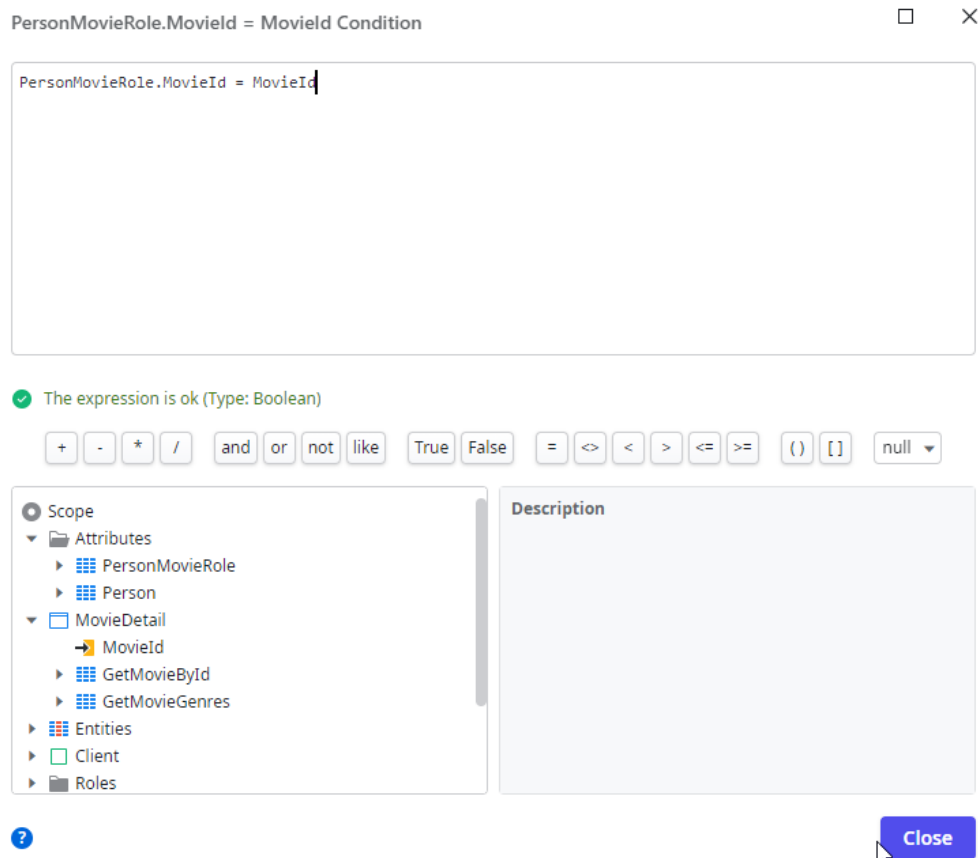 PersonMovieRole.MovieId = MovieId Condition
PersonMovieRole.MovieId = MovieId
The expression is ok (Type: Boolean)
+ - * / and or not like True False = <> < > <= >= ( ) [ ] null
Scope
Attributes
PersonMovieRole
Person
MovieDetail
MovieId
GetMovieById
GetMovieGenres
Entities
Client
Roles
Description
?
Close